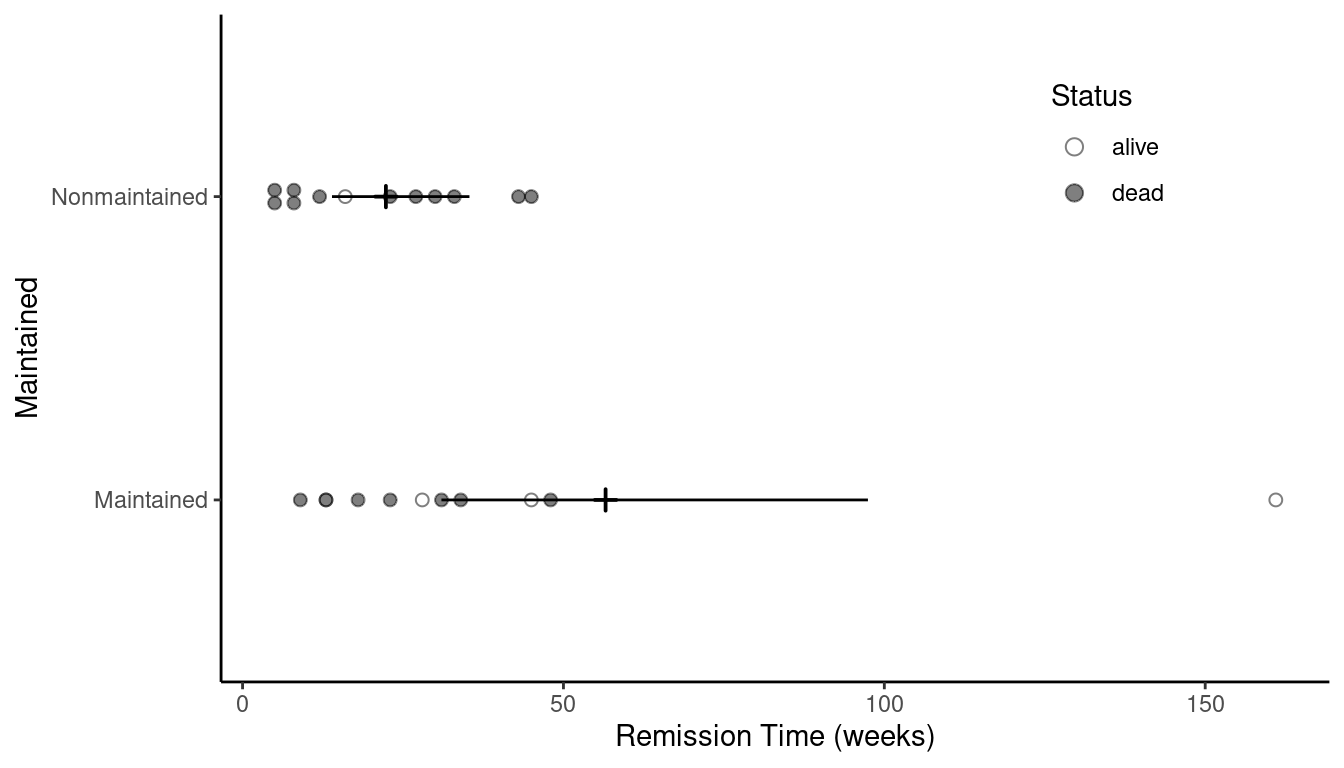 Status
alive
dead
Nonmaintained
Maintained
Maintained
0 50 100 150
Remission Time (weeks)